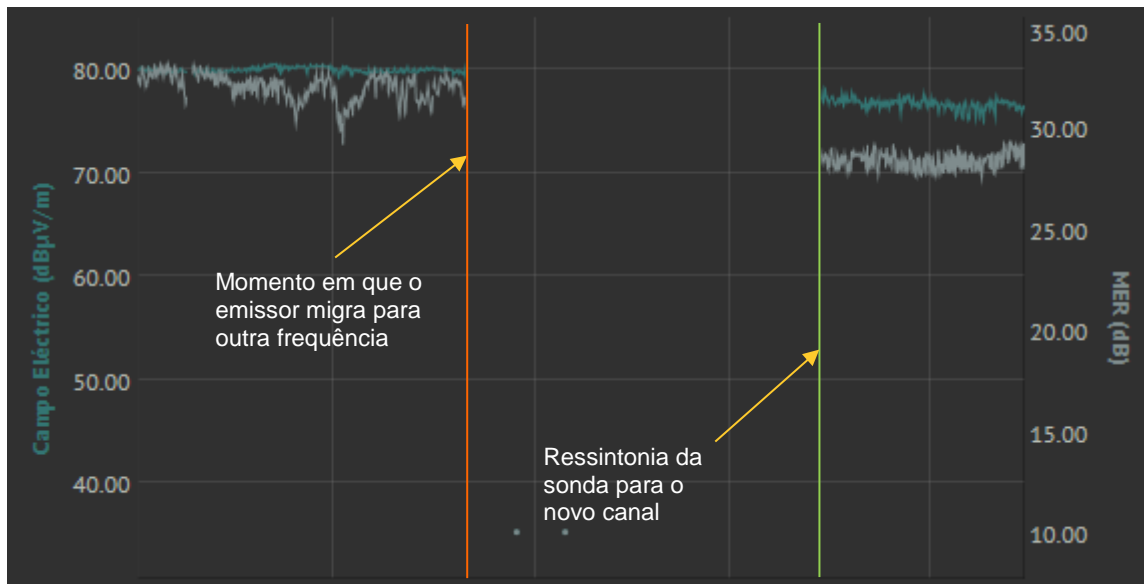 80.00
70.00
60.00
50.00
40.00
Campo Eléctrico (dBµV/m)
Momento em que o
emissor migra para
outra frequência
Ressintonia da
sonda para o
novo canal
35.00
30.00
25.00
20.00
15.00
10.00
MER (dB)